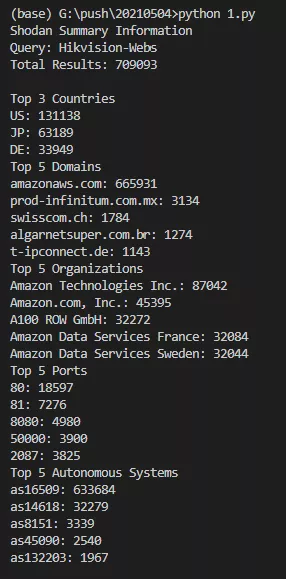 (base) G:\push\20210504>python 1.py
Shodan Summary Information
Query: Hikvision-Webs
Total Results: 709093
Top 3 Countries
US: 131138
JP: 63189
DE: 33949
Top 5 Domains
amazonaws.com: 665931
prod-infinitum.com.mx: 3134
swisscom.ch: 1784
algarnetsuper.com.br: 1274
t-ipconnect.de: 1143
Top 5 Organizations
Amazon Technologies Inc.: 87042
Amazon.com, Inc.: 45395
A100 ROW GmbH: 32272
Amazon Data Services France: 32084
Amazon Data Services Sweden: 32044
Top 5 Ports
80: 18597
81: 7276
8080: 4980
50000: 3900
2087: 3825
Top 5 Autonomous Systems
as16509: 633684
as14618: 32279
as8151: 3339
as45090: 2540
as132203: 1967